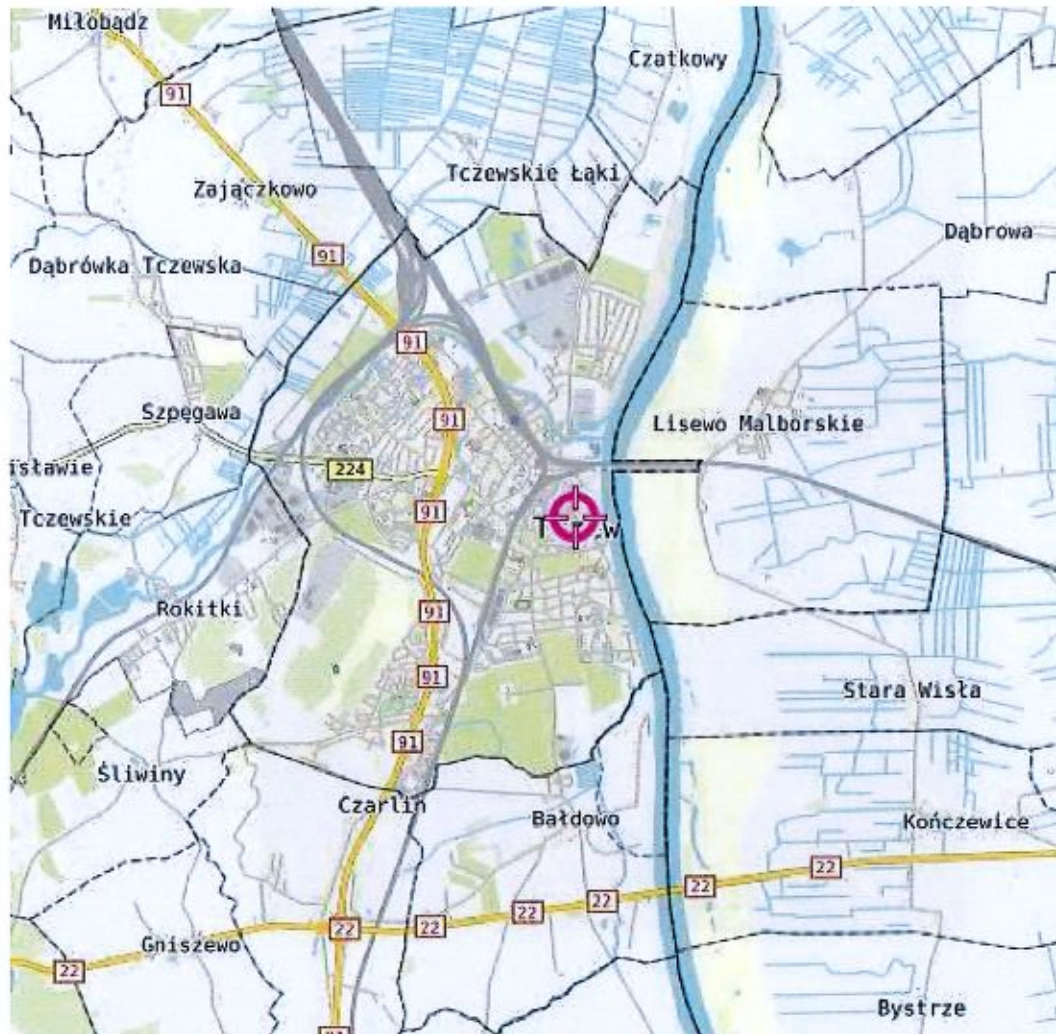 Miłobądz
Czatkowy
91
Tczewskie Łąki
Zajączkowo
Dąbrowa
91
Dąbrówka Tczewska
91
Szpęgawa
91
Lisewo Malborskie
isławie
224
91
Tczewskie
T w
Rokitki
91
91
Stara Wisła
91
Śliwiny
Czarlin
Bałdowo
Kończewice
22
22
22
22
22
22
Gniszewo
22
Bystrze